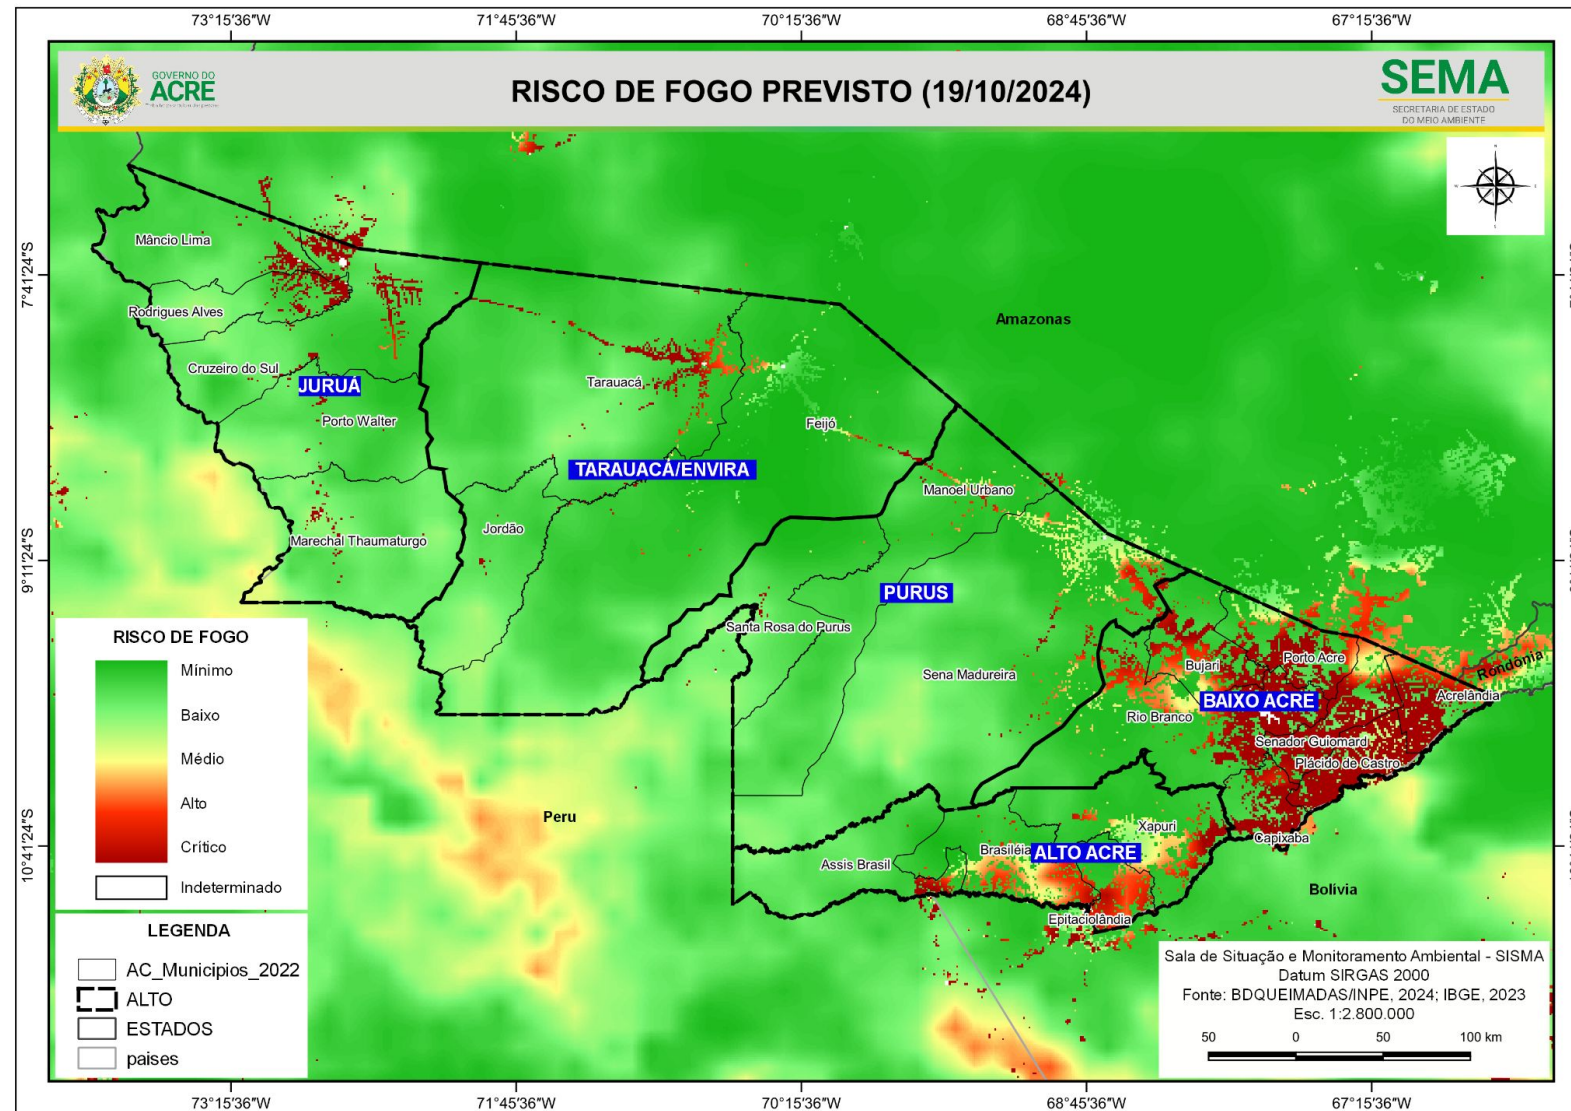 73°15'36"W
71°45'36"W
70°15'36"W
68°45'36"W
67°15'36"W
GOVERNO DO
ACRE
RISCO DE FOGO PREVISTO (19/10/2024)
SEMA
SECRETARIA DE ESTADO
DO MEIO AMBIENTE
7°41'24"S
9°11'24"S
10°41'24"S
Mâncio Lima
Rodrigues Alves
Cruzeiro do Sul
JURUÁ
Porto Walter
Marechal Thaumaturgo
Tarauacá
TARAUACÁ/ENVIRA
Jordão
Feijó
Amazonas
Manoel Urbano
PURUS
Santa Rosa do Purus
Sena Madureira
Bujari
Porto Acre
Rondônia
Acrelândia
BAIXO ACRE
Rio Branco
Senador Guiomard
Plácido de Castro
Capixaba
Xapuri
Brasiléia
ALTO ACRE
Assis Brasil
Epitaciolândia
Peru
Bolívia
RISCO DE FOGO
Mínimo
Baixo
Médio
Alto
Crítico
Indeterminado
LEGENDA
AC_Municipios_2022
ALTO
ESTADOS
paises
Sala de Situação e Monitoramento Ambiental - SISMA
Datum SIRGAS 2000
Fonte: BDQUEIMADAS/INPE, 2024; IBGE, 2023
Esc. 1:2.800.000
50 0 50 100 km
73°15'36"W
71°45'36"W
70°15'36"W
68°45'36"W
67°15'36"W